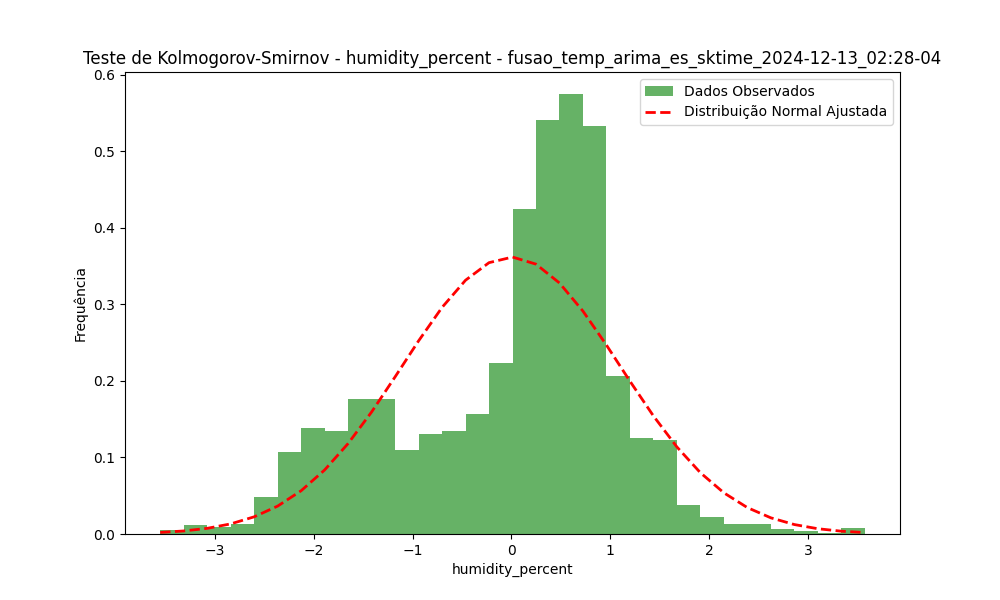 Teste de Kolmogorov-Smirnov - humidity_percent - fusao_temp_arima_es_sktime_2024-12-13_02:28-04
Dados Observados
Distribuição Normal Ajustada
Frequência
0.6
0.5
0.4
0.3
0.2
0.1
0.0
−3
−2
−1
0
1
2
3
humidity_percent